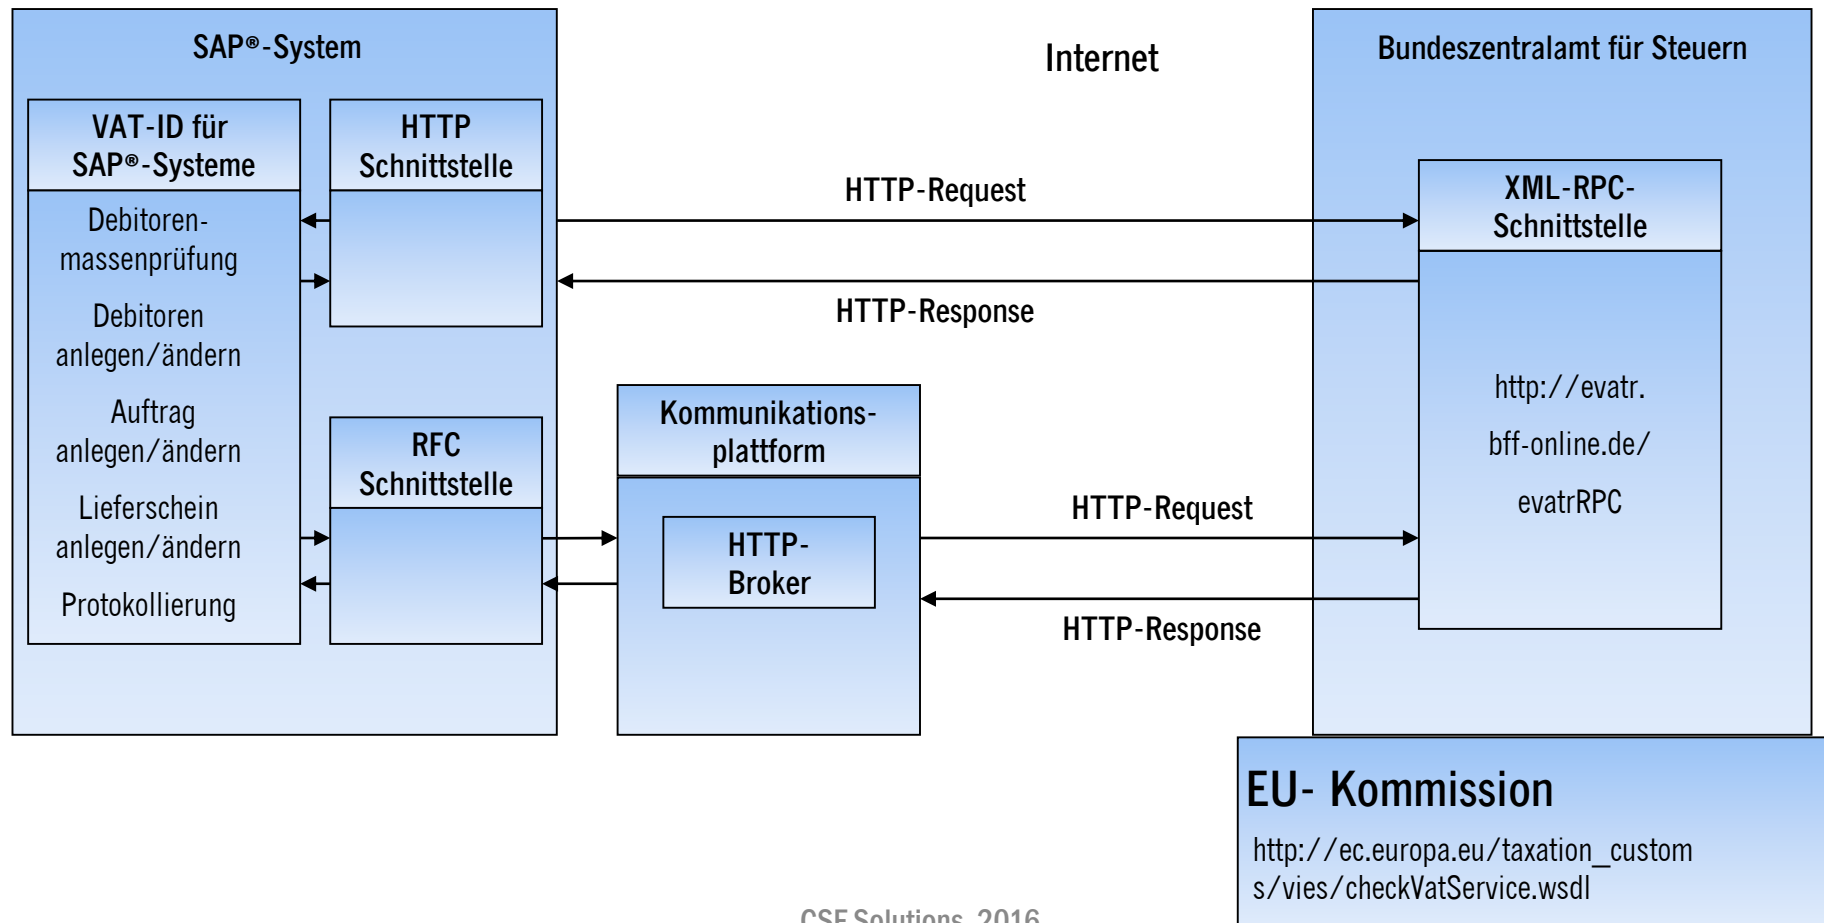 SAP®-System
VAT-ID für
SAP®-Systeme
Debitoren-
massenprüfung
Debitoren
anlegen/ändern
Auftrag
anlegen/ändern
Lieferschein
anlegen/ändern
Protokollierung
HTTP
Schnittstelle
RFC
Schnittstelle
Internet
HTTP-Request
HTTP-Response
Kommunikations-
plattform
HTTP-
Broker
HTTP-Request
HTTP-Response
Bundeszentralamt für Steuern
XML-RPC-
Schnittstelle
http://evatr.
bff-online.de/
evatrRPC
EU- Kommission
http://ec.europa.eu/taxation_custom
s/vies/checkVatService.wsdl
Solutions 2016